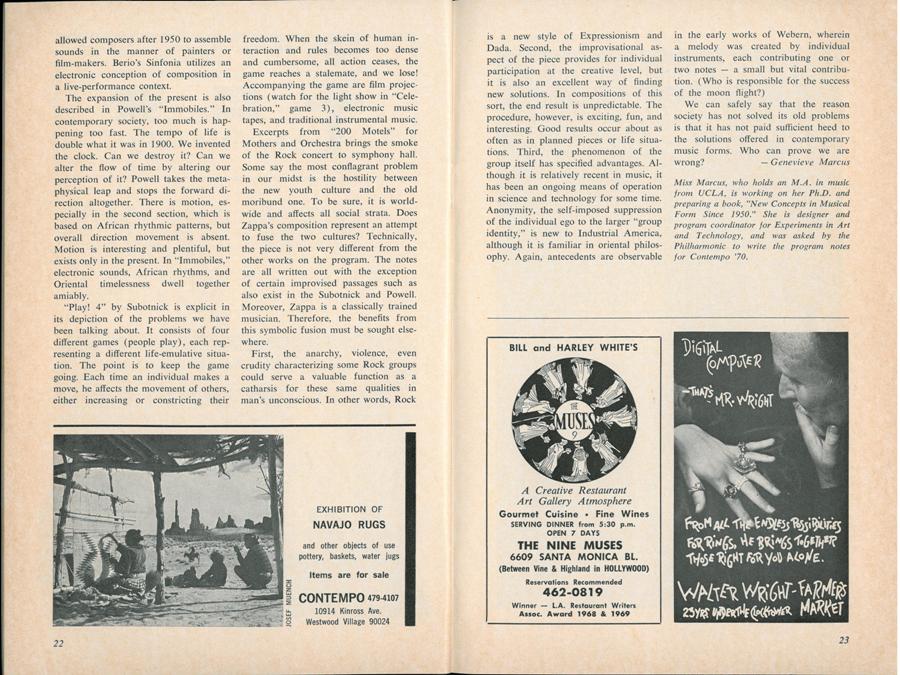 allowed composers after 1950 to assemble
sounds in the manner of painters or
film-makers. Berio's Sinfonia utilizes an
electronic conception of composition in
a live-performance context.
The expansion of the present is also
described in Powell's "Immobiles." In
contemporary society, too much is hap-
pening too fast. The tempo of life is
double what it was in 1900. We invented
the clock. Can we destroy it? Can we
alter the flow of time by altering our
perception of it? Powell takes the meta-
physical leap and stops the forward di-
rection altogether. There is motion, es-
pecially in the second section, which is
based on African rhythmic patterns, but
overall direction movement is absent.
Motion is interesting and plentiful, but
exists only in the present. In "Immobiles,"
electronic sounds, African rhythms, and
Oriental timelessness dwell together
amiably.
"Play! 4" by Subotnick is explicit in
its depiction of the problems we have
been talking about. It consists of four
different games (people play), each rep-
resenting a different life-emulative situa-
tion. The point is to keep the game
going. Each time an individual makes a
move, he affects the movement of others,
either increasing or constricting their
freedom. When the skein of human in-
teraction and rules becomes too dense
and cumbersome, all action ceases, the
game reaches a stalemate, and we lose!
Accompanying the game are film projec-
tions (watch for the light show in "Cele-
bration," game 3), electronic music
tapes, and traditional instrumental music.
Excerpts from "200 Motels" for
Mothers and Orchestra brings the smoke
of the Rock concert to symphony hall.
Some say the most conflagrant problem
in our midst is the hostility between
the new youth culture and the old
moribund one. To be sure, it is world-
wide and affects all social strata. Does
Zappa's composition represent an attempt
to fuse the two cultures? Technically,
the piece is not very different from the
other works on the program. The notes
are all written out with the exception
of certain improvised passages such as
also exist in the Subotnick and Powell.
Moreover, Zappa is a classically trained
musician. Therefore, the benefits from
this symbolic fusion must be sought else-
where.
First, the anarchy, violence, even
crudity characterizing some Rock groups
could serve a valuable function as a
catharsis for these same qualities in
man's unconscious. In other words, Rock
JOSEF MUENCH
EXHIBITION OF
NAVAJO RUGS
and other objects of use
pottery, baskets, water jugs
Items are for sale
CONTEMPO 479-4107
10914 Kinross Ave.
Westwood Village 90024
22
is a new style of Expressionism and
Dada. Second, the improvisational as-
pect of the piece provides for individual
participation at the creative level, but
it is also an excellent way of finding
new solutions. In compositions of this
sort, the end result is unpredictable. The
procedure, however, is exciting, fun, and
interesting. Good results occur about as
often as in planned pieces or life situa-
tions. Third, the phenomenon of the
group itself has specified advantages. Al-
though it is relatively recent in music, it
has been an ongoing means of operation
in science and technology for some time.
Anonymity, the self-imposed suppression
of the individual ego to the larger "group
identity," is new to Industrial America,
although it is familiar in oriental philos-
ophy. Again, antecedents are observable
in the early works of Webern, wherein
a melody was created by individual
instruments, each contributing one or
two notes — a small but vital contribu-
tion. (Who is responsible for the success
of the moon flight?)
We can safely say that the reason
society has not solved its old problems
is that it has not paid sufficient heed to
the solutions offered in contemporary
music forms. Who can prove we are
wrong? — Genevieve Marcus
Miss Marcus, who holds an M.A. in music
from UCLA, is working on her Ph.D. and
preparing a book, "New Concepts in Musical
Form Since 1950." She is designer and
program coordinator for Experiments in Art
and Technology, and was asked by the
Philharmonic to write the program notes
for Contempo '70.
BILL and HARLEY WHITE'S
THE
MUSES
9
A Creative Restaurant
Art Gallery Atmosphere
Gourmet Cuisine • Fine Wines
SERVING DINNER from 5:30 p.m.
OPEN 7 DAYS
THE NINE MUSES
6609 SANTA MONICA BL.
(Between Vine & Highland in HOLLYWOOD)
Reservations Recommended
462-0819
Winner — L.A. Restaurant Writers
Assoc. Award 1968 & 1969
DIGITAL
COMPUTER
—THAT'S
MR. WRIGHT
FROM ALL THE ENDLESS POSSIBILITIES
FOR RINGS, HE BRINGS TOGETHER
THOSE RIGHT FOR YOU ALONE.
WALTER WRIGHT-FARMERS
23 YRS UNDER THE CLOCKTOWER MARKET
23